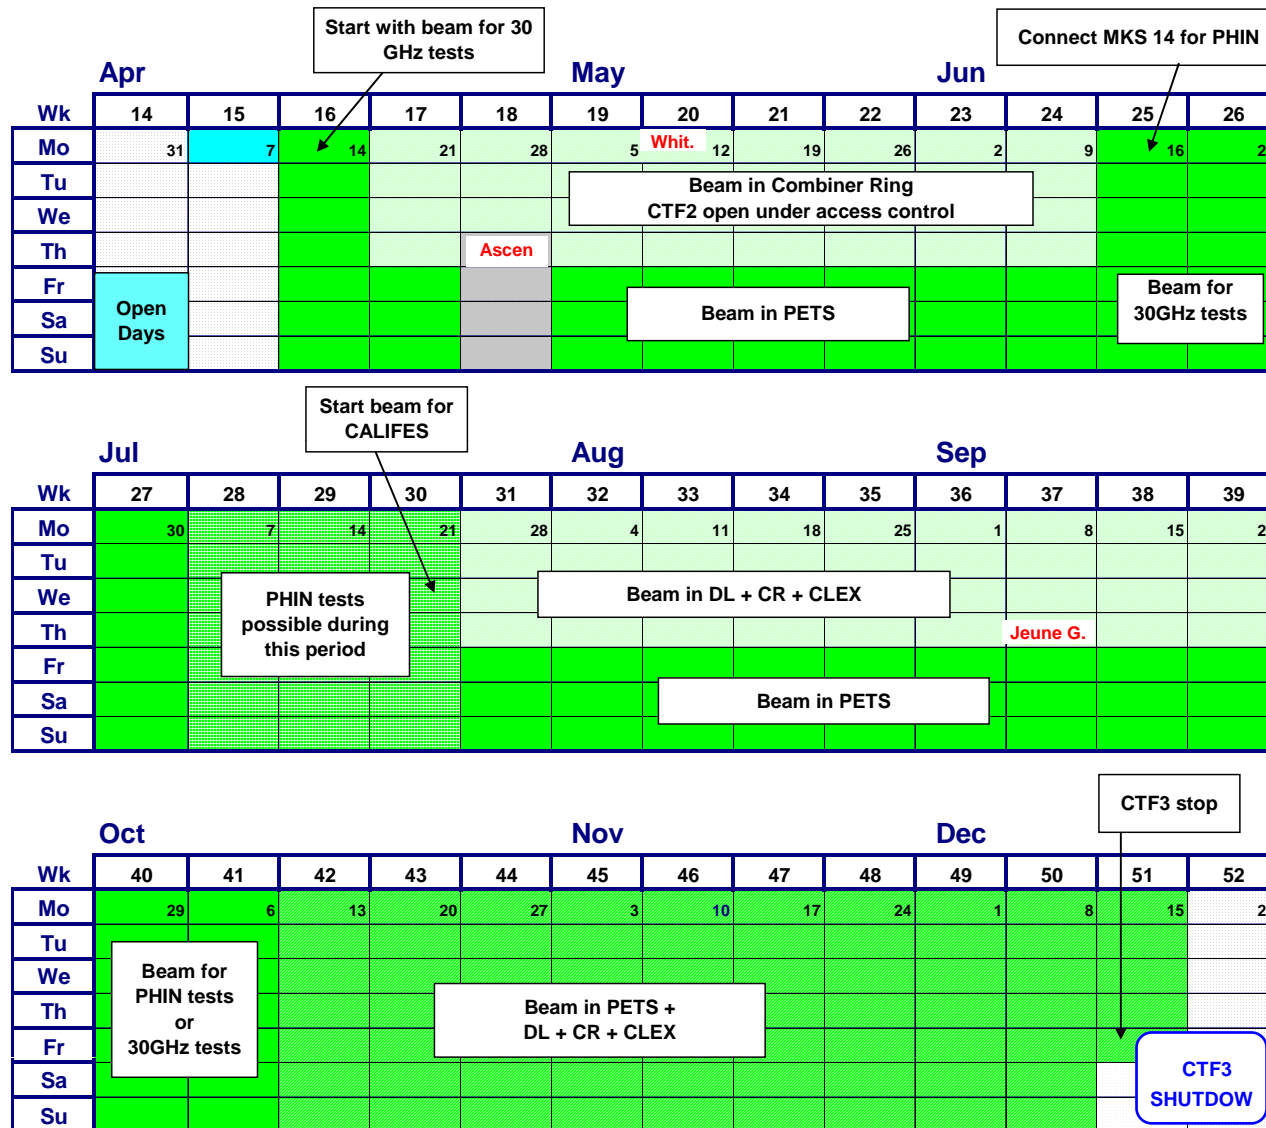 Start with beam for 30
GHz tests
Connect MKS 14 for PHIN
Apr May Jun
Wk 14 15 16 17 18 19 20 21 22 23 24 25 26
Mo 31 7 14 21 28 5 Whit. 12 19 26 2 9 16 2
Tu
Beam in Combiner Ring
We
CTF2 open under access control
Th Ascen
Fr
Open
Days
Beam in PETS
Beam for
30GHz tests
Sa
Su
Start beam for
CALIFES
Jul Aug Sep
Wk 27 28 29 30 31 32 33 34 35 36 37 38 39
Mo 30 7 14 21 28 4 11 18 25 1 8 15 2
Tu
We
PHIN tests
possible during
this period
Beam in DL + CR + CLEX
Th Jeune G.
Fr
Sa Beam in PETS
Su
CTF3 stop
Oct Nov Dec
Wk 40 41 42 43 44 45 46 47 48 49 50 51 52
Mo 29 6 13 20 27 3 10 17 24 1 8 15 2
Tu
We
Beam for
PHIN tests
or
30GHz tests
Th
Beam in PETS +
DL + CR + CLEX
Fr
Sa
CTF3
SHUTDOW
Su